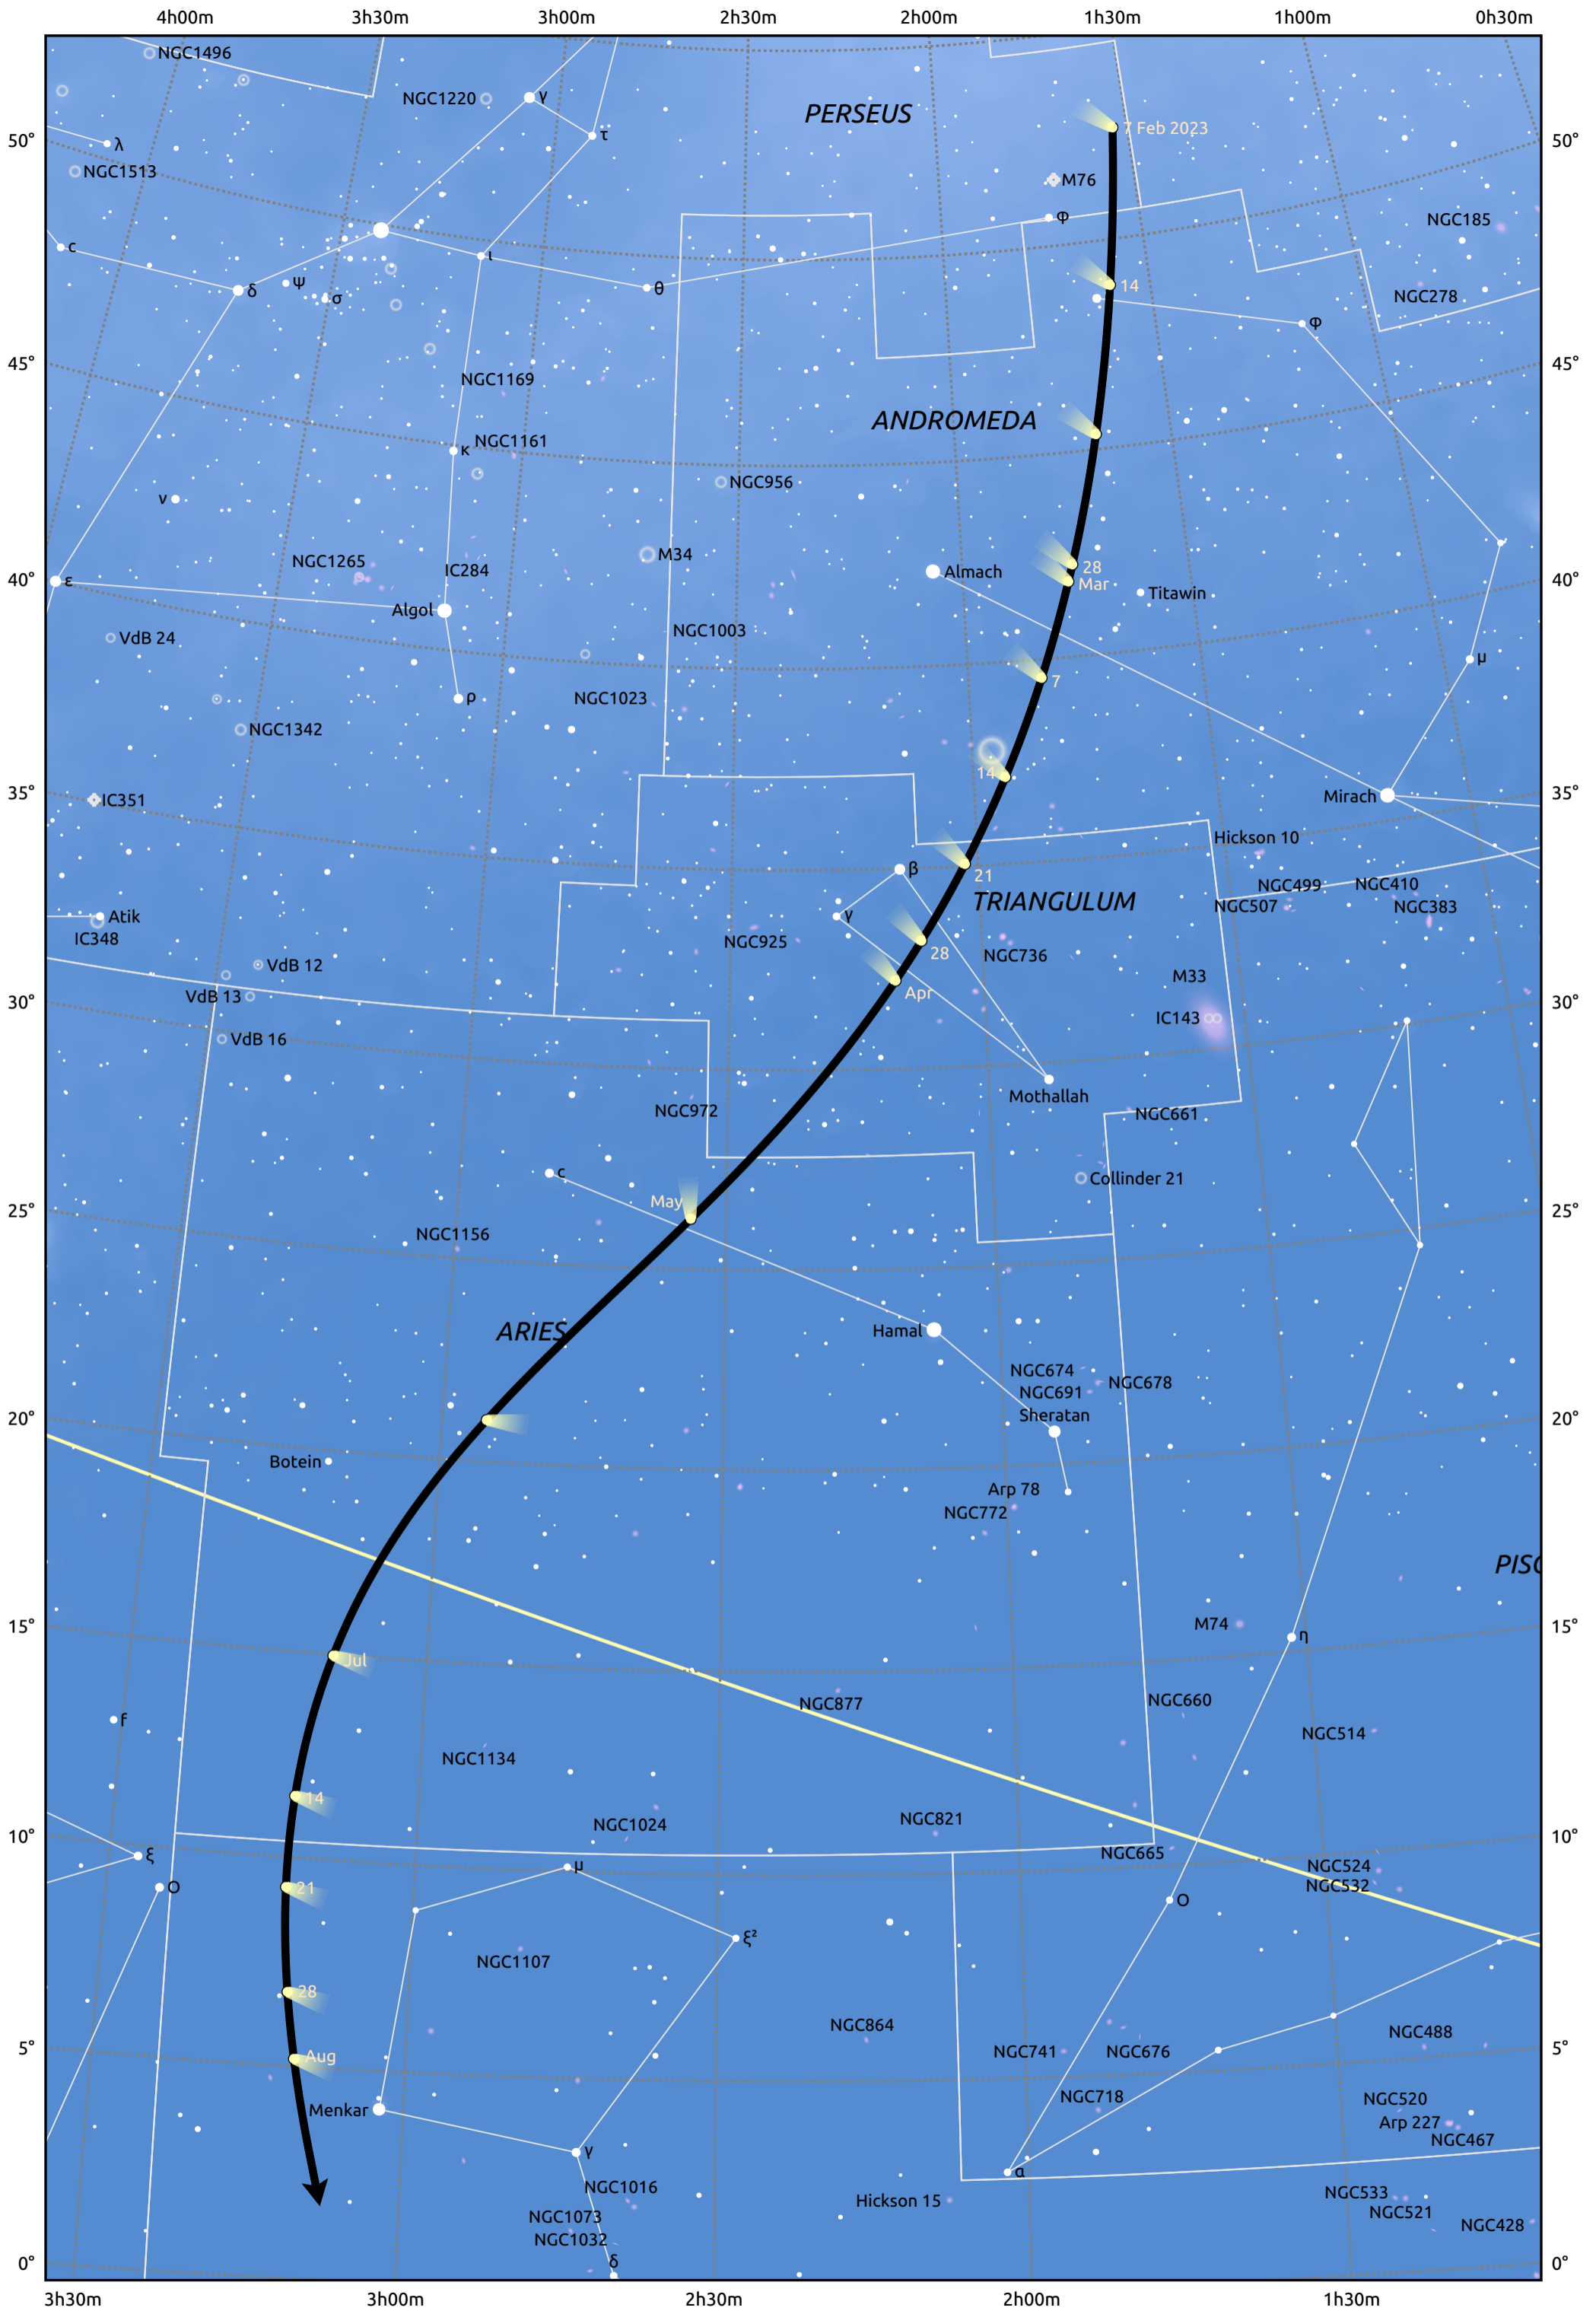 4h00m 3h30m 3h00m 2h30m 2h00m 1h30m 1h00m 0h30m
NGC1496
NGC1220
γ
PERSEUS
7 Feb 2023
50°
λ
τ
50°
NGC1513
M76
φ
NGC185
c
ι
θ
14
δ
ψ
σ
NGC278
φ
45°
NGC1169
45°
ANDROMEDA
κ
NGC1161
NGC956
ν
NGC1265
IC284
M34
Almach
28
40°
ε
Mar
Titawin
40°
Algol
NGC1003
VdB 24
μ
ρ
NGC1023
7
NGC1342
14
35°
IC351
Mirach
35°
Hickson 10
β
21
NGC499
NGC410
TRIANGULUM
NGC507
NGC383
Atik
γ
IC348
NGC925
28
NGC736
VdB 12
M33
VdB 13
Apr
30°
IC143
30°
VdB 16
Mothallah
NGC972
NGC661
c
Collinder 21
May
25°
25°
NGC1156
ARIES
Hamal
NGC674
NGC691
NGC678
20°
Sheratan
20°
Botein
Arp 78
NGC772
PISC
15°
M74
η
15°
Jul
NGC877
NGC660
f
NGC514
NGC1134
14
NGC1024
NGC821
10°
10°
ξ
NGC665
μ
NGC524
ο
21
NGC532
ο
ξ²
NGC1107
28
NGC864
NGC488
5°
Aug
NGC741
NGC676
5°
NGC718
NGC520
Menkar
Arp 227
NGC467
γ
α
NGC1016
Hickson 15
NGC533
NGC1073
NGC521
NGC1032
NGC428
0°
δ
0°
3h30m 3h00m 2h30m 2h00m 1h30m